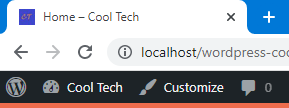 CT Home – Cool Tech
localhost/wordpress-coo
Cool Tech Customize 0